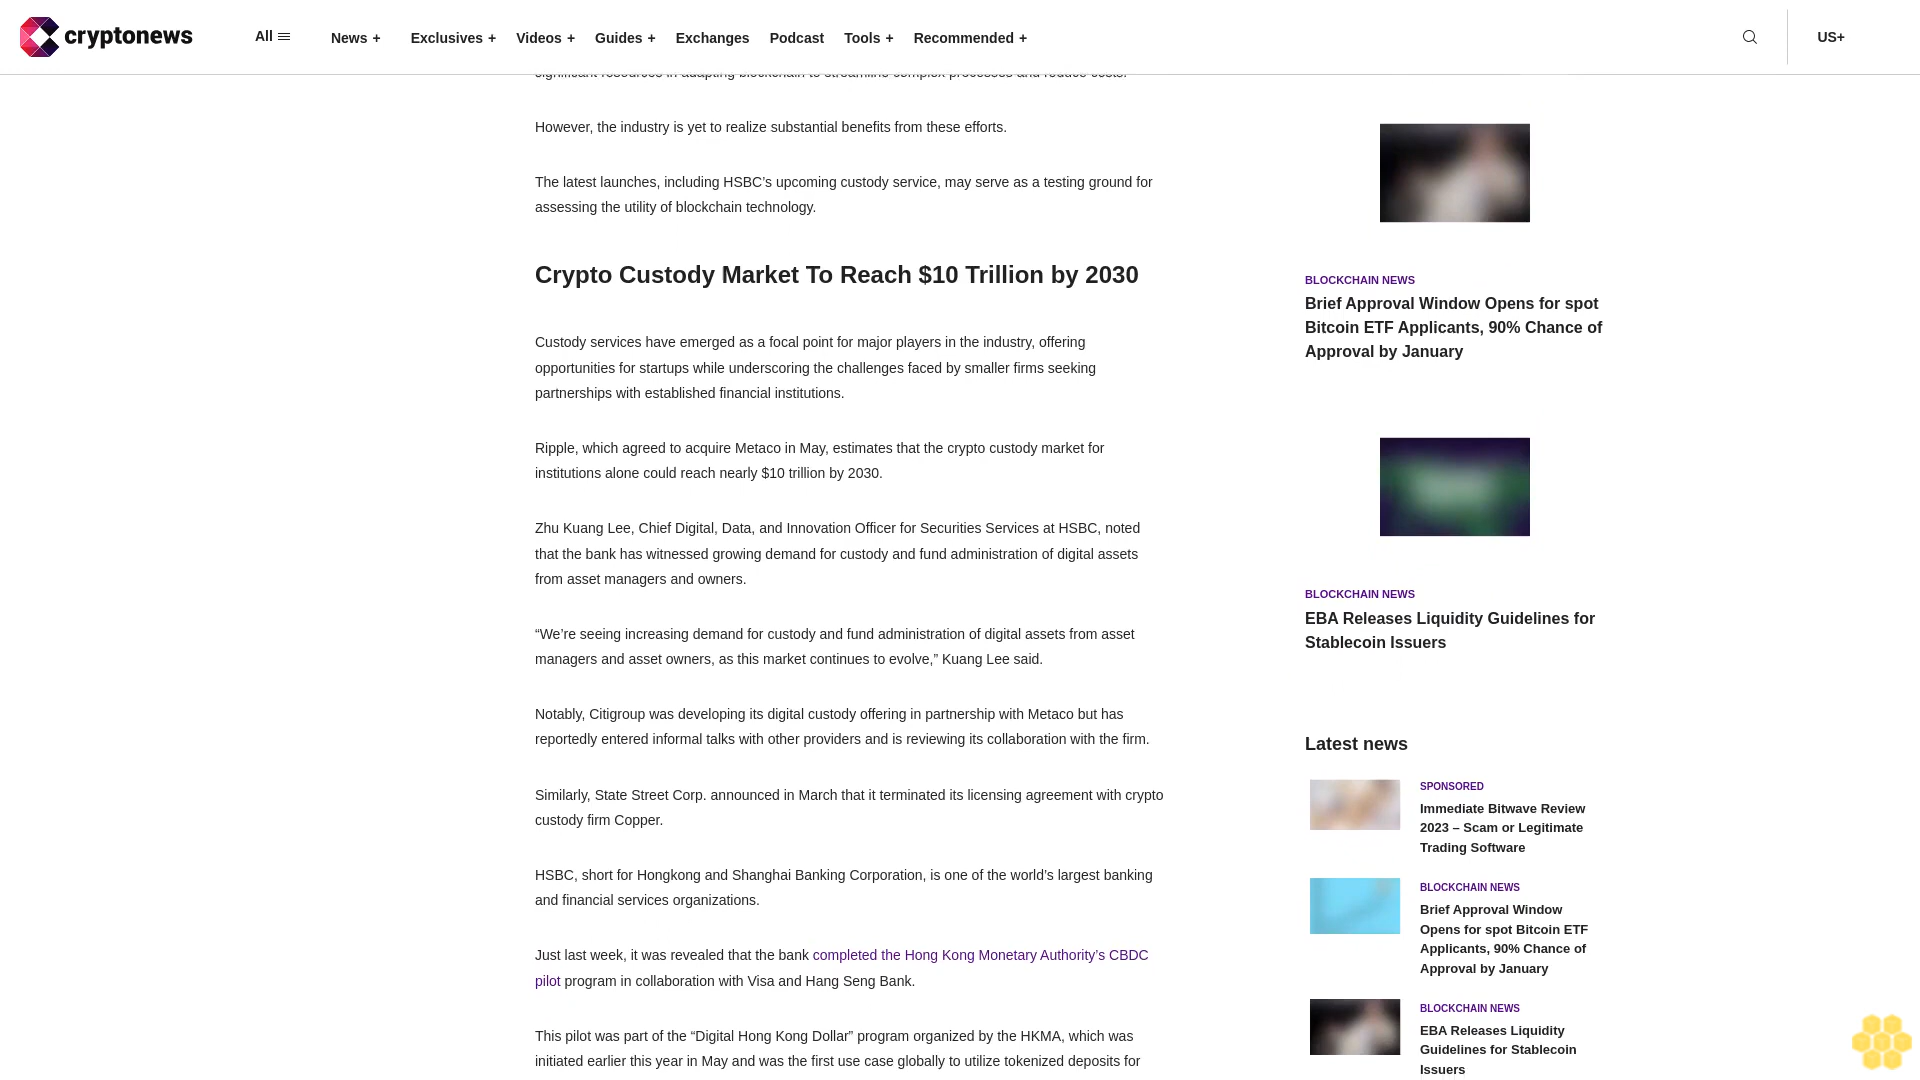 cryptonews
All
News +
Exclusives +
Videos +
Guides +
Exchanges
Podcast
Tools +
Recommended +
US+
significant resources in adapting blockchain to streamline complex processes and reduce costs.
However, the industry is yet to realize substantial benefits from these efforts.
The latest launches, including HSBC’s upcoming custody service, may serve as a testing ground for
assessing the utility of blockchain technology.
Crypto Custody Market To Reach $10 Trillion by 2030
Custody services have emerged as a focal point for major players in the industry, offering
opportunities for startups while underscoring the challenges faced by smaller firms seeking
partnerships with established financial institutions.
Ripple, which agreed to acquire Metaco in May, estimates that the crypto custody market for
institutions alone could reach nearly $10 trillion by 2030.
Zhu Kuang Lee, Chief Digital, Data, and Innovation Officer for Securities Services at HSBC, noted
that the bank has witnessed growing demand for custody and fund administration of digital assets
from asset managers and owners.
“We’re seeing increasing demand for custody and fund administration of digital assets from asset
managers and asset owners, as this market continues to evolve,” Kuang Lee said.
Notably, Citigroup was developing its digital custody offering in partnership with Metaco but has
reportedly entered informal talks with other providers and is reviewing its collaboration with the firm.
Similarly, State Street Corp. announced in March that it terminated its licensing agreement with crypto
custody firm Copper.
HSBC, short for Hongkong and Shanghai Banking Corporation, is one of the world’s largest banking
and financial services organizations.
Just last week, it was revealed that the bank completed the Hong Kong Monetary Authority’s CBDC
pilot program in collaboration with Visa and Hang Seng Bank.
This pilot was part of the “Digital Hong Kong Dollar” program organized by the HKMA, which was
initiated earlier this year in May and was the first use case globally to utilize tokenized deposits for
BLOCKCHAIN NEWS
Brief Approval Window Opens for spot
Bitcoin ETF Applicants, 90% Chance of
Approval by January
BLOCKCHAIN NEWS
EBA Releases Liquidity Guidelines for
Stablecoin Issuers
Latest news
SPONSORED
Immediate Bitwave Review
2023 – Scam or Legitimate
Trading Software
BLOCKCHAIN NEWS
Brief Approval Window
Opens for spot Bitcoin ETF
Applicants, 90% Chance of
Approval by January
BLOCKCHAIN NEWS
EBA Releases Liquidity
Guidelines for Stablecoin
Issuers